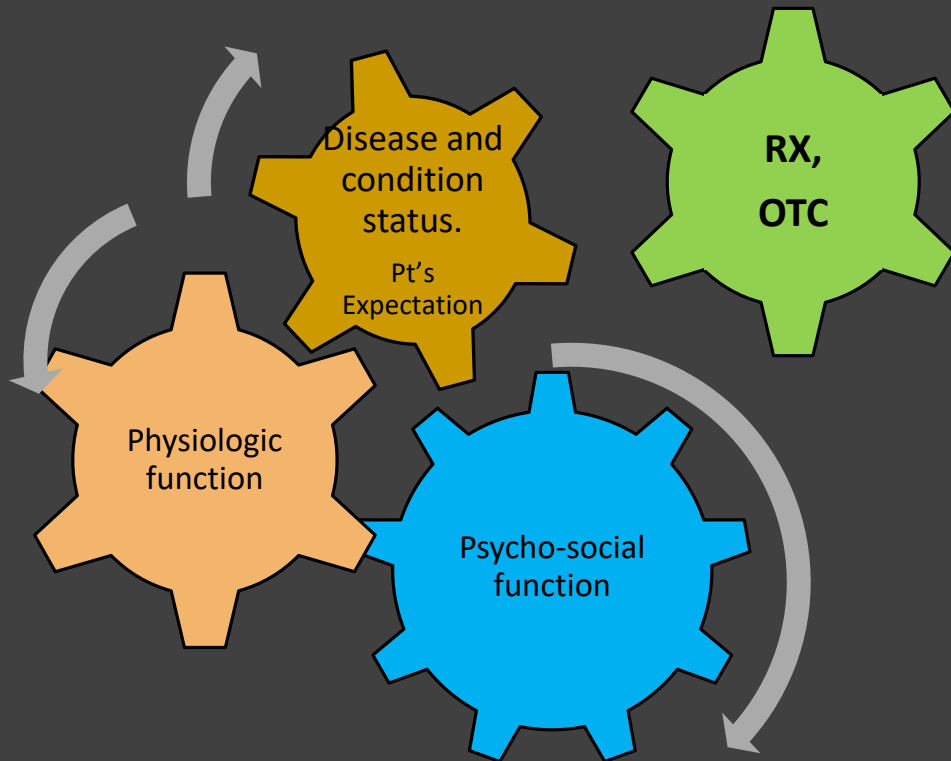 Disease and
condition
status.
Pt’s
Expectation
RX,
OTC
Physiologic
function
Psycho-social
function